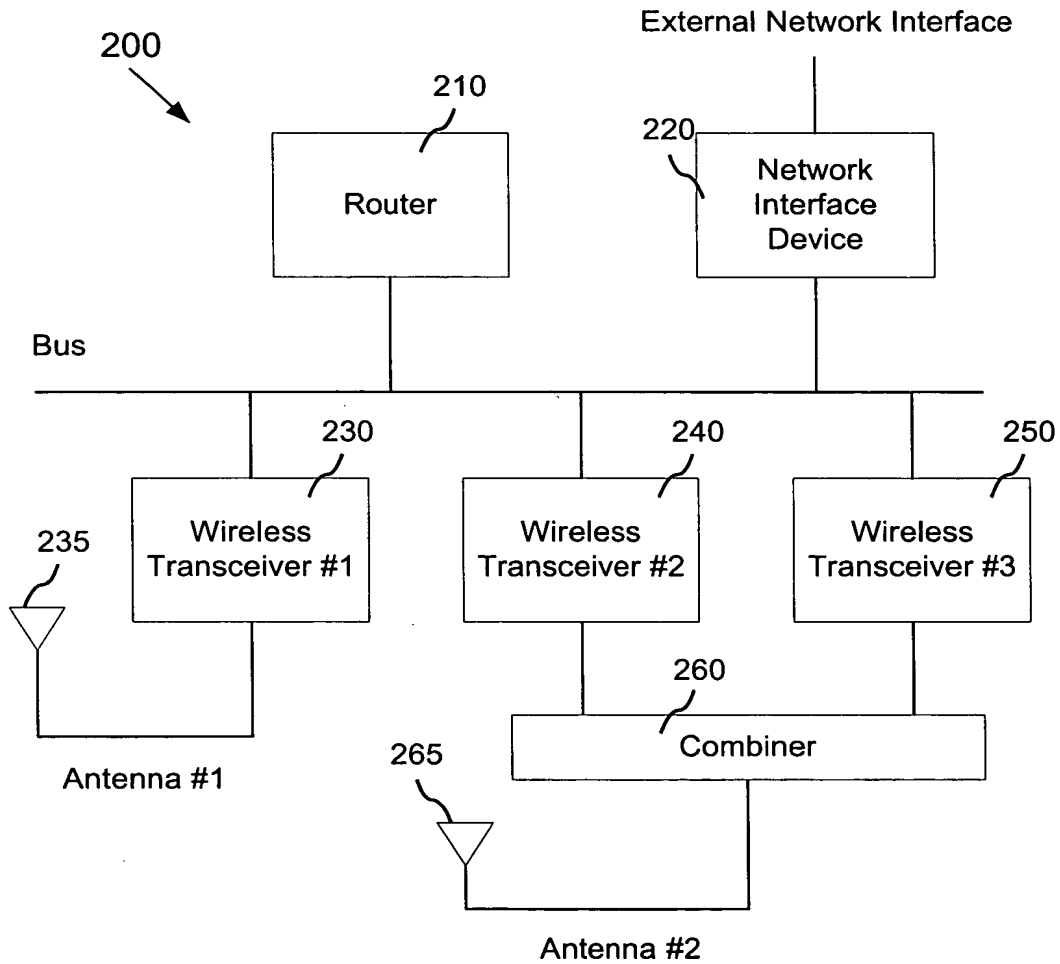 External Network Interface
200
210
220
Router
Network
Interface
Device
Bus
230
240
250
Wireless
Transceiver #1
Wireless
Transceiver #2
Wireless
Transceiver #3
235
260
Combiner
Antenna #1
265
Antenna #2